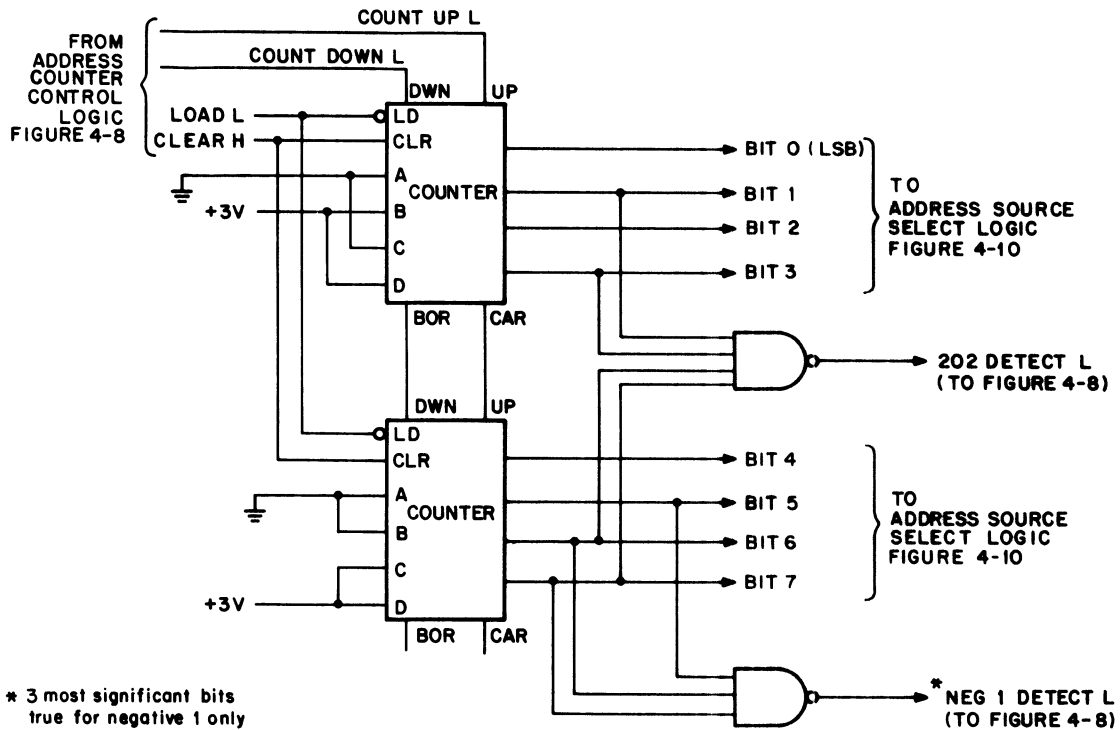 COUNT UP L
COUNT DOWN L
FROM
ADDRESS
COUNTER
CONTROL
LOGIC
FIGURE 4-8
LOAD L
CLEAR H
+3V
DWN
UP
LD
CLR
A
B
C
D
COUNTER
BOR
CAR
BIT 0 (LSB)
BIT 1
BIT 2
BIT 3
TO
ADDRESS SOURCE
SELECT LOGIC
FIGURE 4-10
202 DETECT L
(TO FIGURE 4-8)
DWN
UP
LD
CLR
A
B
C
D
COUNTER
BOR
CAR
+3V
BIT 4
BIT 5
BIT 6
BIT 7
TO
ADDRESS SOURCE
SELECT LOGIC
FIGURE 4-10
* NEG 1 DETECT L
(TO FIGURE 4-8)
* 3 most significant bits
true for negative 1 only